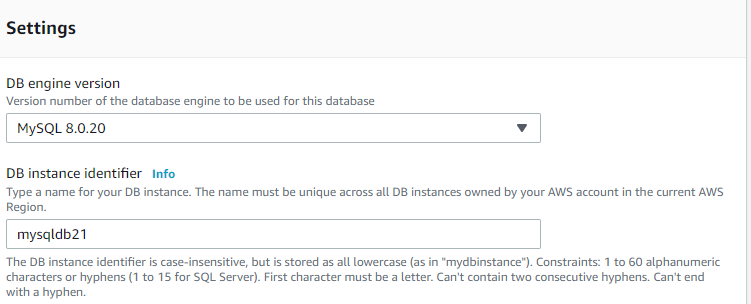 Settings
DB engine version
Version number of the database engine to be used for this database
MySQL 8.0.20
DB instance identifier Info
Type a name for your DB instance. The name must be unique across all DB instances owned by your AWS account in the current AWS
Region.
mysqldb21
The DB instance identifier is case-insensitive, but is stored as all lowercase (as in "mydbinstance"). Constraints: 1 to 60 alphanumeric
characters or hyphens (1 to 15 for SQL Server). First character must be a letter. Can't contain two consecutive hyphens. Can't end
with a hyphen.